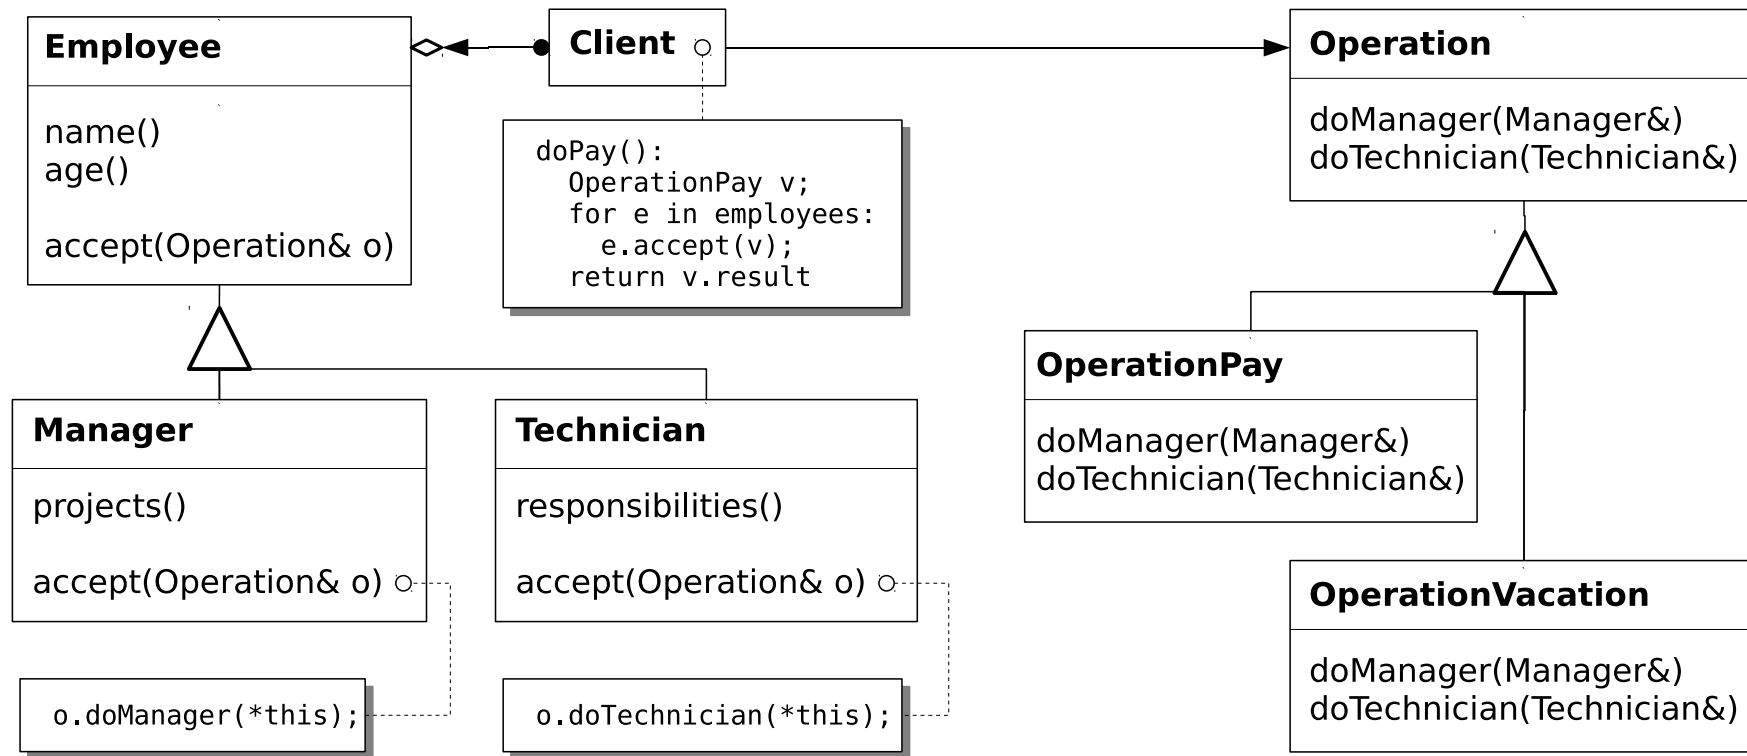 Employee
name()
age()
accept(Operation& o)
Client
doPay():
OperationPay v;
for e in employees:
e.accept(v);
return v.result
Operation
doManager(Manager&)
doTechnician(Technician&)
Manager
projects()
accept(Operation& o)
o.doManager(*this);
Technician
responsibilities()
accept(Operation& o)
o.doTechnician(*this);
OperationPay
doManager(Manager&)
doTechnician(Technician&)
OperationVacation
doManager(Manager&)
doTechnician(Technician&)